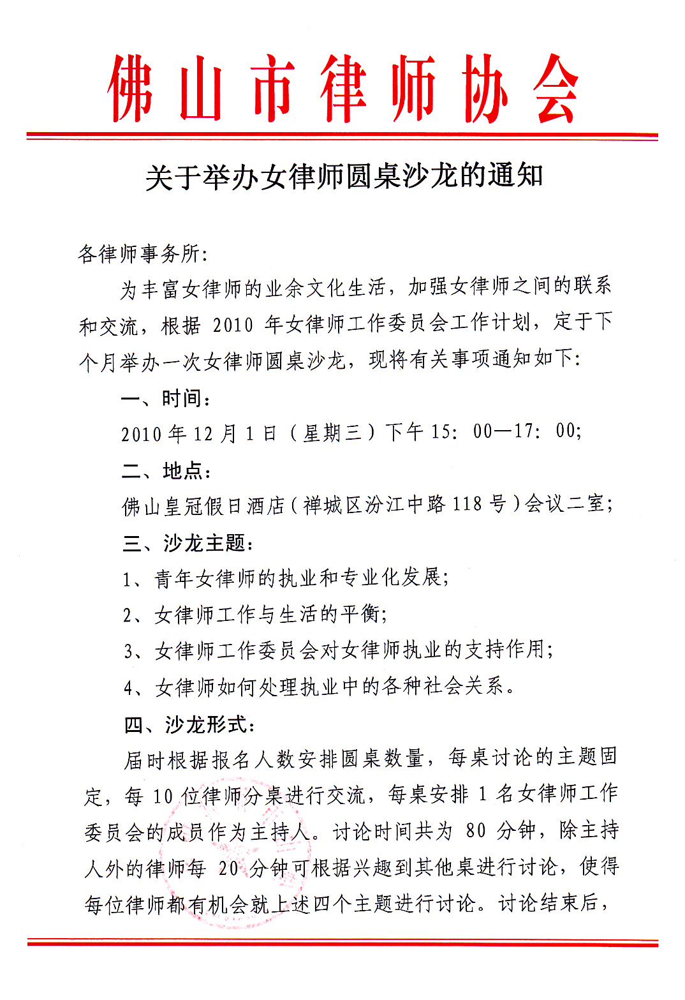 佛山市律师协会
关于举办女律师圆桌沙龙的通知
各律师事务所：
为丰富女律师的业余文化生活，加强女律师之间的联系
和交流，根据 2010 年女律师工作委员会工作计划，定于下
个月举办一次女律师圆桌沙龙，现将有关事项通知如下：
一、时间：
2010 年 12 月 1 日（星期三）下午 15：00—17：00；
二、地点：
佛山皇冠假日酒店（禅城区汾江中路 118 号）会议二室；
三、沙龙主题：
1、青年女律师的执业和专业化发展；
2、女律师工作与生活的平衡；
3、女律师工作委员会对女律师执业的支持作用；
4、女律师如何处理执业中的各种社会关系。
四、沙龙形式：
届时根据报名人数安排圆桌数量，每桌讨论的主题固
定，每 10 位律师分桌进行交流，每桌安排 1 名女律师工作
委员会的成员作为主持人。讨论时间共为 80 分钟，除主持
人外的律师每 20 分钟可根据兴趣到其他桌进行讨论，使得
每位律师都有机会就上述四个主题进行讨论。讨论结束后，